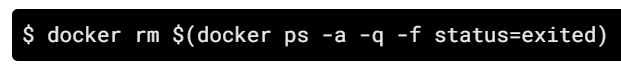 $ docker rm $(docker ps -a -q -f status=exited)